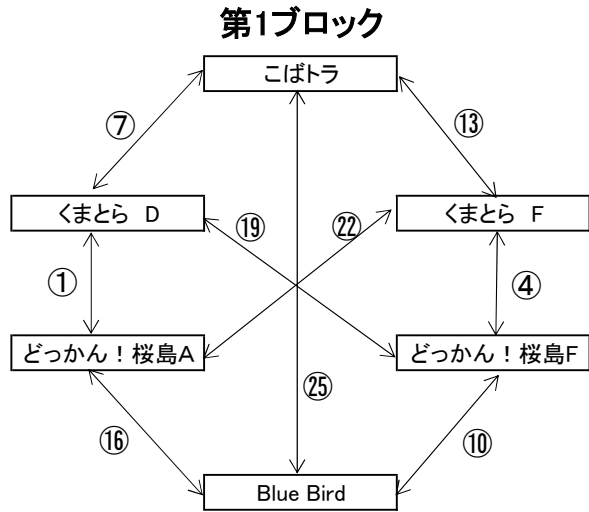 第1ブロック
こばトラ
⑦
⑬
くまとら　D
くまとら　F
⑲
㉒
①
④
どっかん！桜島A
どっかん！桜島F
㉕
⑯
⑩
Blue Bird